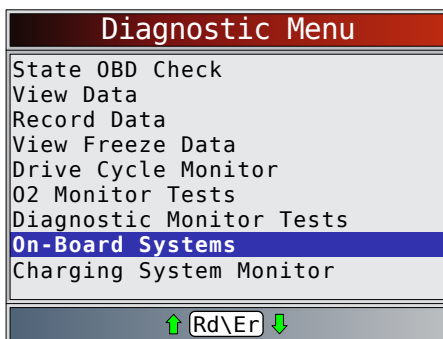 Diagnostic Menu
State OBD Check
View Data
Record Data
View Freeze Data
Drive Cycle Monitor
O2 Monitor Tests
Diagnostic Monitor Tests
On-Board Systems
Charging System Monitor
Rd\Er